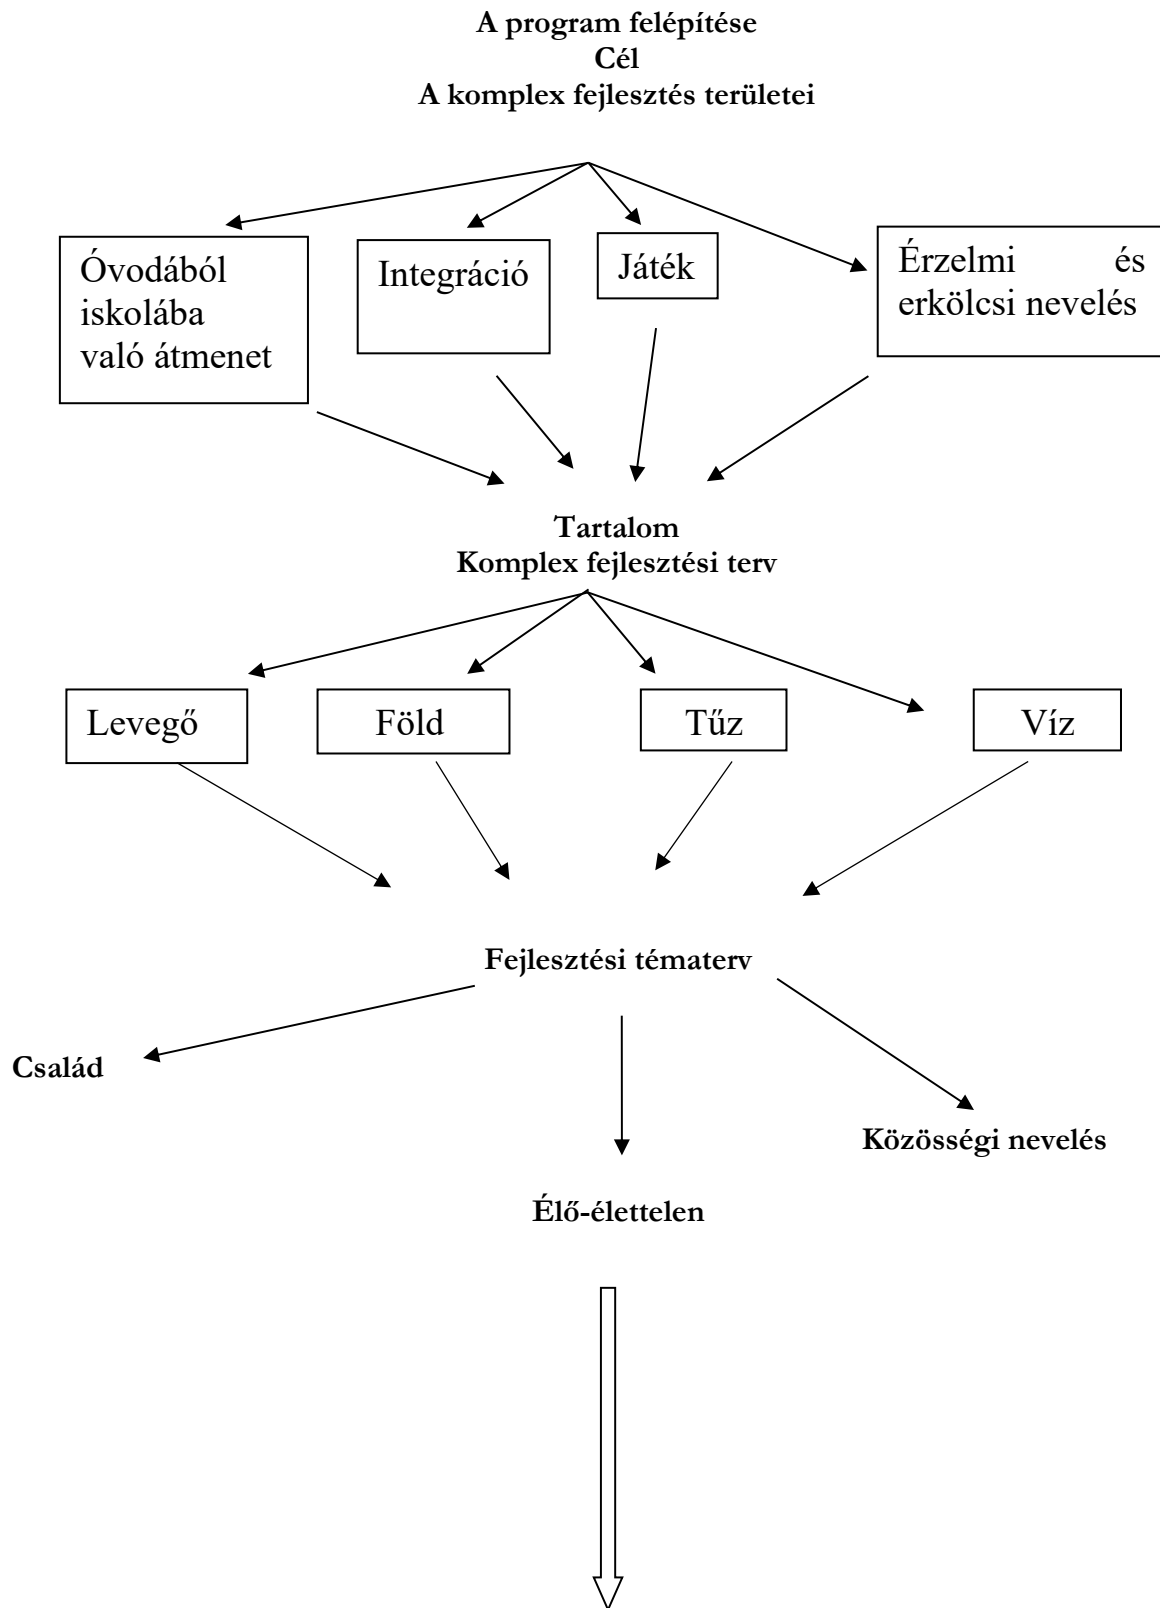 A program felépítése
Cél
A komplex fejlesztés területei
Óvodából
iskolába
való átmenet
Integráció
Játék
Érzelmi és
erkölcsi nevelés
Tartalom
Komplex fejlesztési terv
Levegő
Föld
Tűz
Víz
Fejlesztési tématerv
Család
Közösségi nevelés
Élő-élettelen